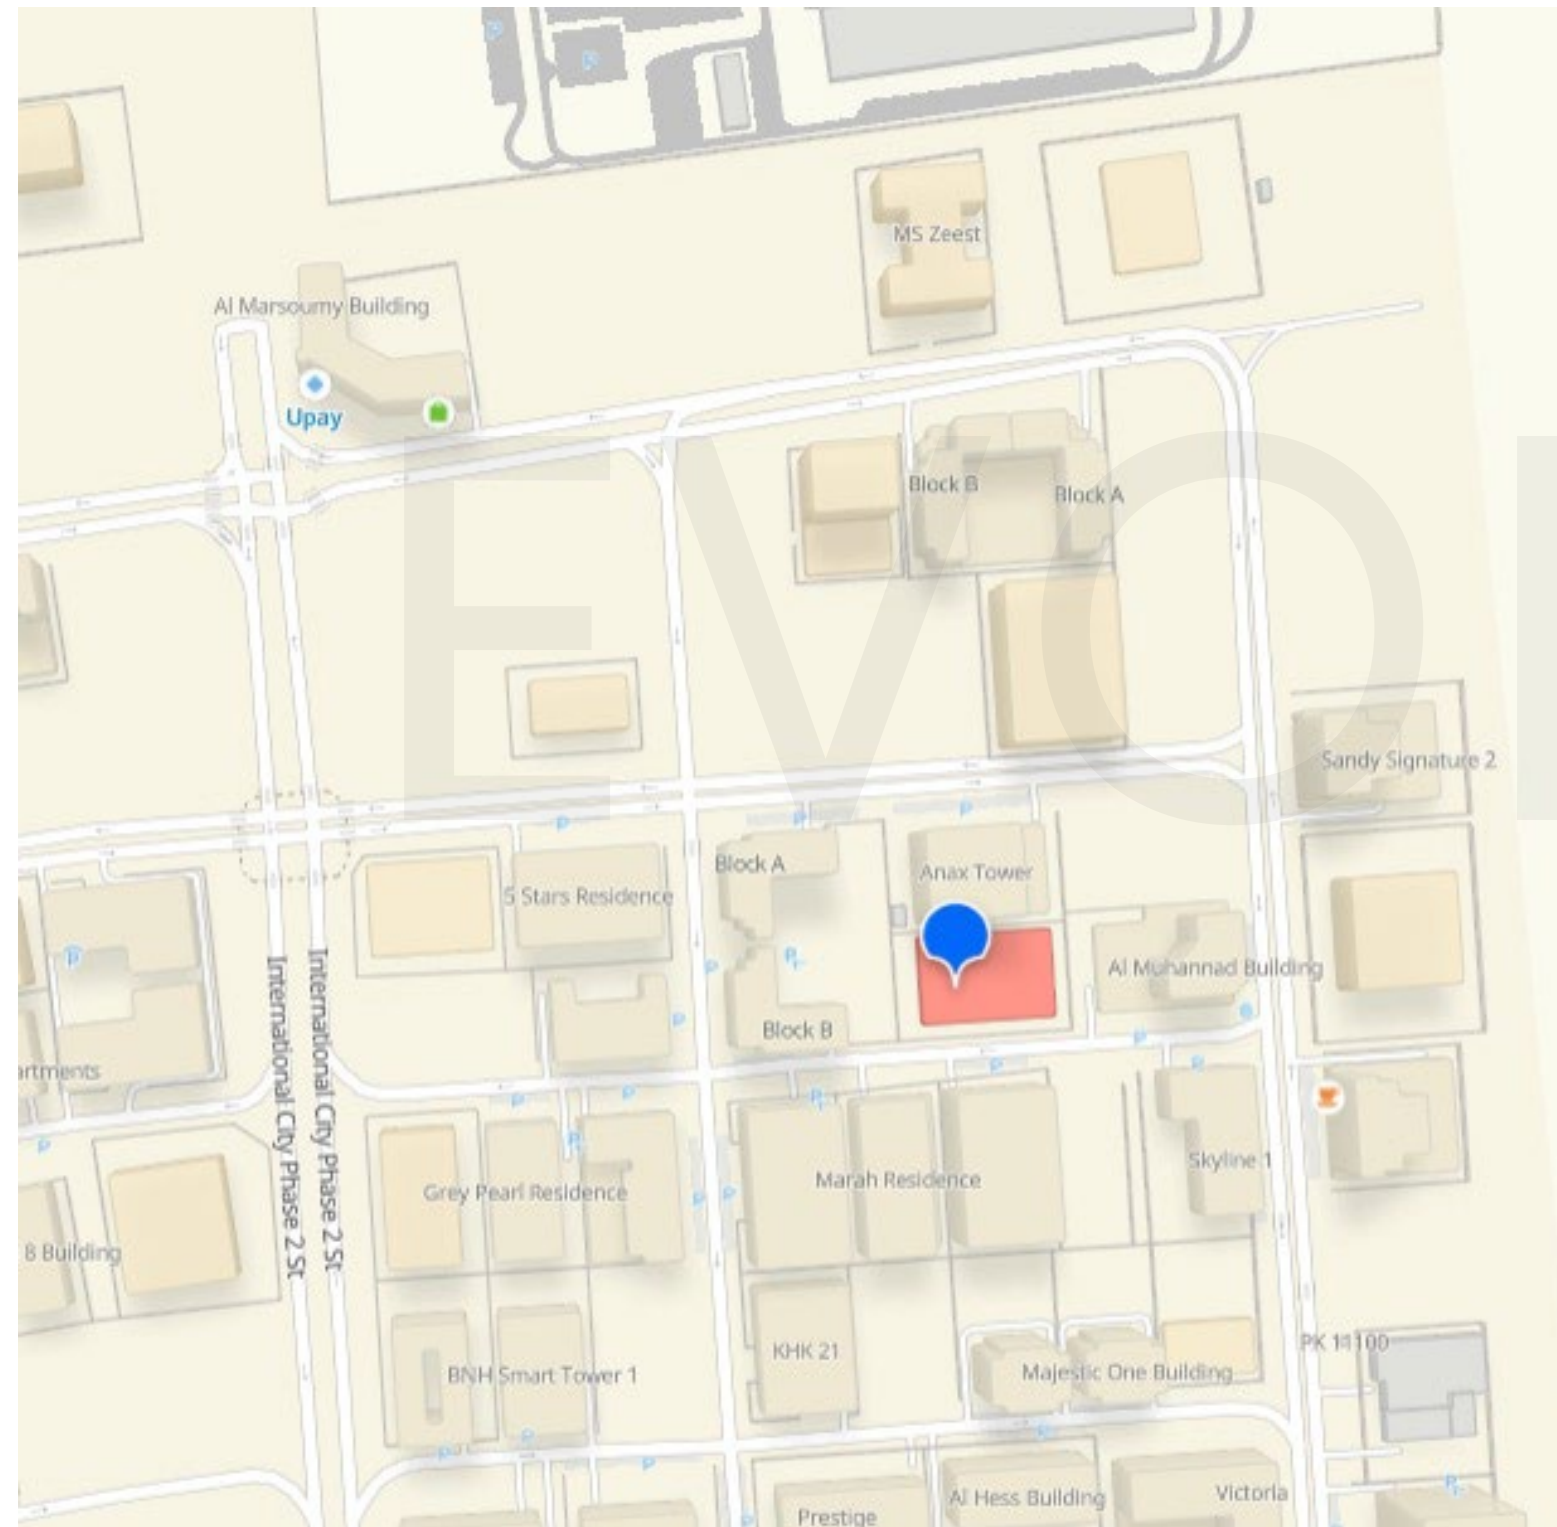 P
P
MS Zeest
Al Marsoumy Building
Upay
Block B
Block A
Sandy Signature 2
P
P
P
Block A
Anax Tower
5 Stars Residence
P
P
P
Al Muhannad Building
P
Block B
International City Phase 2 St
International City Phase 2 St
artments
P
P
P
P
P
P
P
P
P
Skyline 1
Marah Residence
Grey Pearl Residence
P
P
8 Building
PK 11100
KHK 21
Majestic One Building
BNH Smart Tower 1
P
P
P
P
P
Al Hess Building
Victoria
Prestige
P
EVO